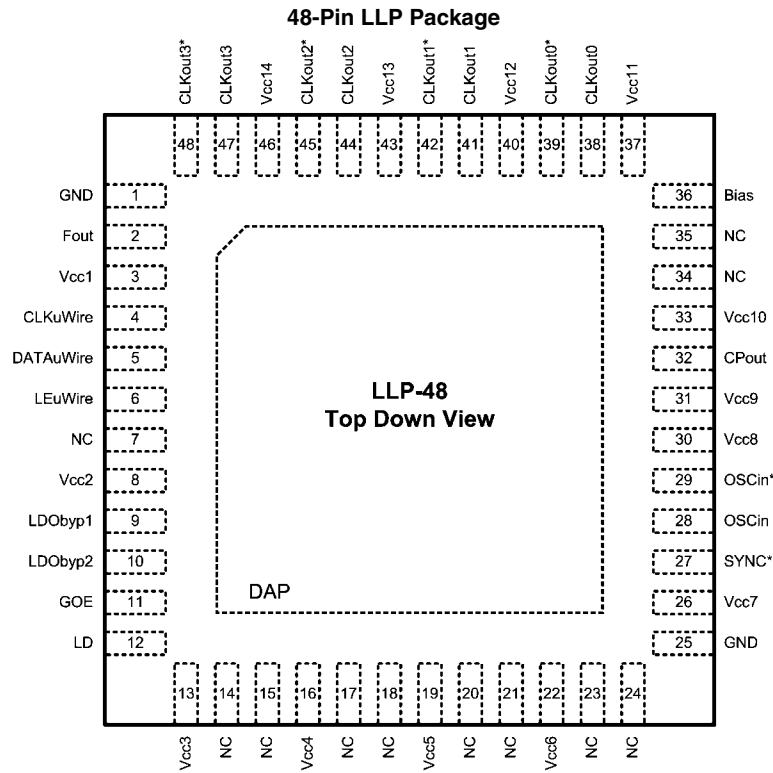 48-Pin LLP Package
CLKout3*
CLKout3
Vcc14
CLKout2*
CLKout2
Vcc13
CLKout1*
CLKout1
Vcc12
CLKout0*
CLKout0
Vcc11
48 47 46 45 44 43 42 41 40 39 38 37
GND 1 36 Bias
Fout 2 35 NC
Vcc1 3 34 NC
CLKuWire 4 33 Vcc10
DATAuWire 5 32 CPout
LEuWire 6 31 Vcc9
NC 7 30 Vcc8
Vcc2 8 29 OSCin*
LDObyp1 9 28 OSCin
LDObyp2 10 27 SYNC*
GOE 11 26 Vcc7
LD 12 25 GND
LLP-48
Top Down View
DAP
13 14 15 16 17 18 19 20 21 22 23 24
Vcc3
NC
NC
Vcc4
NC
NC
Vcc5
NC
NC
Vcc6
NC
NC